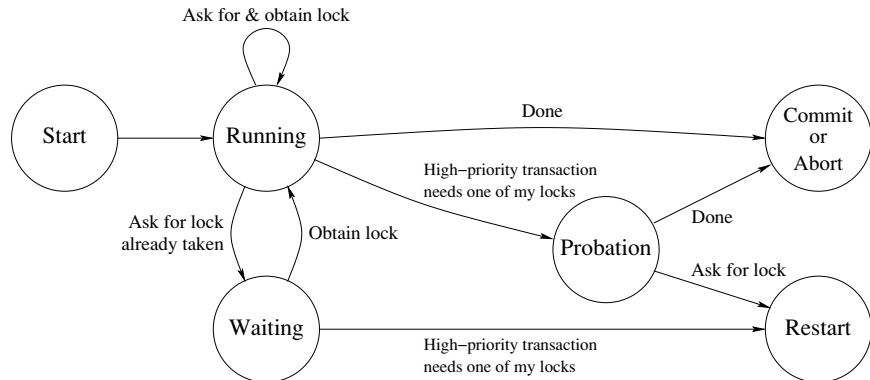 Ask for & obtain lock
Start
Running
Done
Commit
or
Abort
High−priority transaction
needs one of my locks
Ask for lock
already taken
Obtain lock
Probation
Done
Ask for lock
Waiting
High−priority transaction
needs one of my locks
Restart